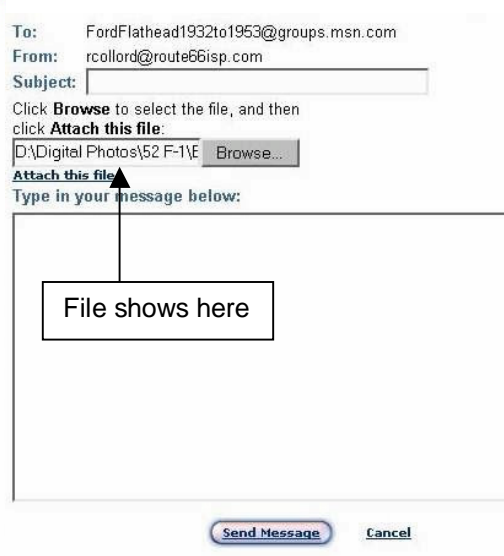 To: FordFlathead1932to1953@groups.msn.com
From: rcollord@route66isp.com
Subject:
Click Browse to select the file, and then
click Attach this file:
D:\Digital Photos\52 F-1\E Browse...
Attach this file
Type in your message below:
File shows here
Send Message Cancel